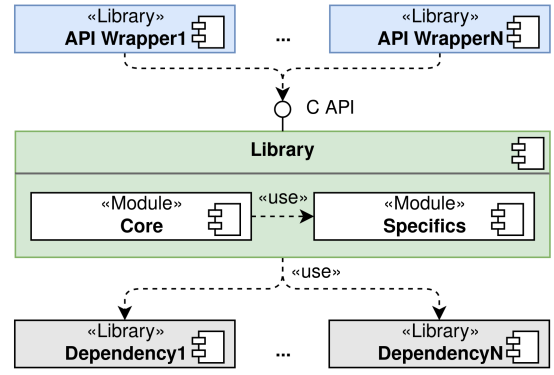 «Library»
API Wrapper1
...
«Library»
API WrapperN
C API
Library
«Module»
Core
«use»
«Module»
Specifics
«use»
«Library»
Dependency1
...
«Library»
DependencyN